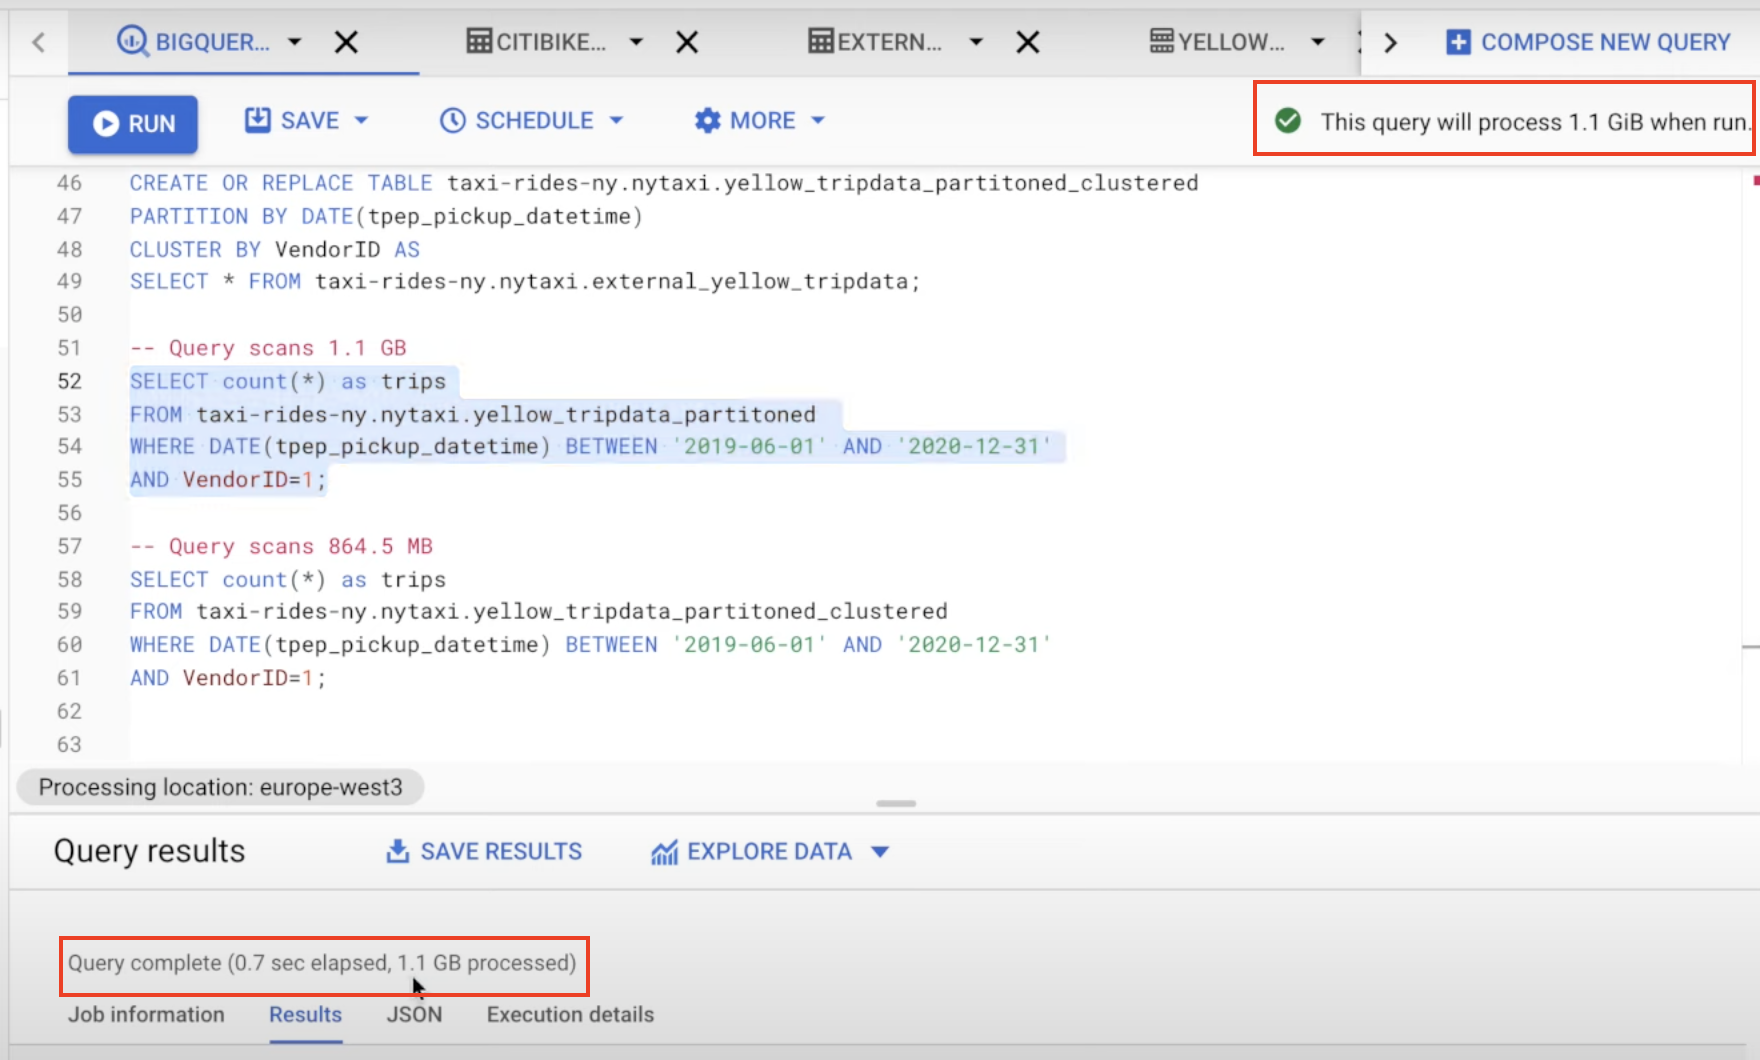 BIGQUER...
CITIBIKE...
EXTERN...
YELLOW...
COMPOSE NEW QUERY
RUN
SAVE
SCHEDULE
MORE
This query will process 1.1 GiB when run.
46 CREATE OR REPLACE TABLE taxi-rides-ny.nytaxi.yellow_tripdata_partitoned_clustered
47 PARTITION BY DATE(tpep_pickup_datetime)
48 CLUSTER BY VendorID AS
49 SELECT * FROM taxi-rides-ny.nytaxi.external_yellow_tripdata;
50
51 -- Query scans 1.1 GB
52 SELECT count(*) as trips
53 FROM taxi-rides-ny.nytaxi.yellow_tripdata_partitoned
54 WHERE DATE(tpep_pickup_datetime) BETWEEN '2019-06-01' AND '2020-12-31'
55 AND VendorID=1;
56
57 -- Query scans 864.5 MB
58 SELECT count(*) as trips
59 FROM taxi-rides-ny.nytaxi.yellow_tripdata_partitoned_clustered
60 WHERE DATE(tpep_pickup_datetime) BETWEEN '2019-06-01' AND '2020-12-31'
61 AND VendorID=1;
62
63
Processing location: europe-west3
Query results
SAVE RESULTS
EXPLORE DATA
Query complete (0.7 sec elapsed, 1.1 GB processed)
Job information
Results
JSON
Execution details